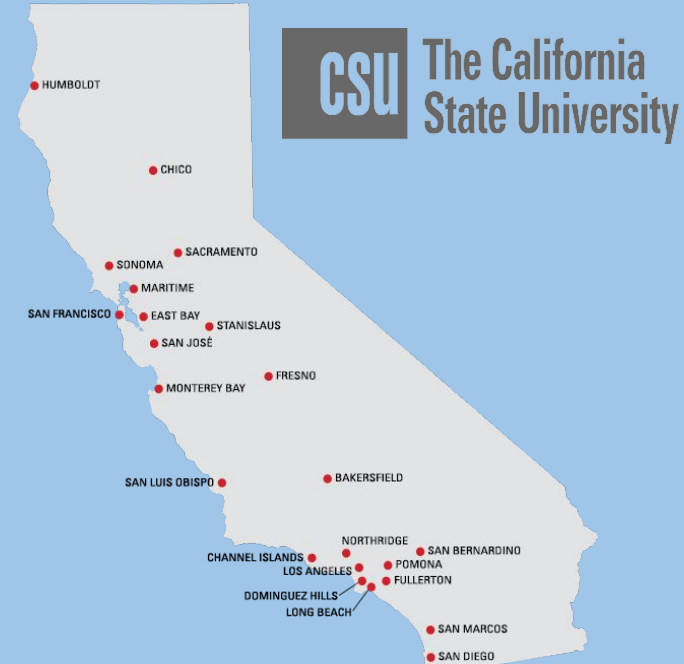 CSU
The California
State University
HUMBOLDT
CHICO
SACRAMENTO
SONOMA
MARITIME
SAN FRANCISCO
EAST BAY
STANISLAUS
SAN JOSÉ
FRESNO
MONTEREY BAY
BAKERSFIELD
SAN LUIS OBISPO
NORTHRIDGE
SAN BERNARDINO
CHANNEL ISLANDS
POMONA
LOS ANGELES
FULLERTON
DOMINGUEZ HILLS
LONG BEACH
SAN MARCOS
SAN DIEGO